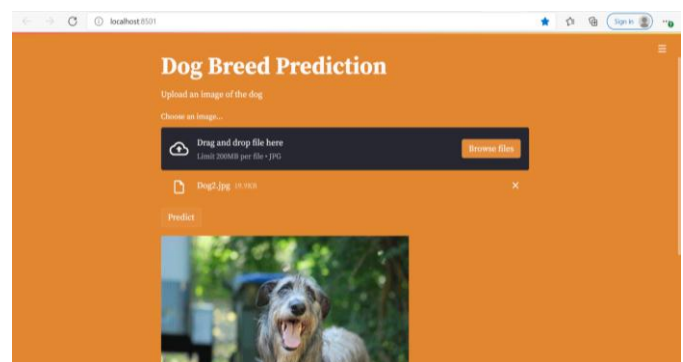 localhost:8501
Sign in
Dog Breed Prediction
Upload an image of the dog
Choose an image...
Drag and drop file here
Limit 200MB per file • JPG
Browse files
Dog2.jpg
Predict